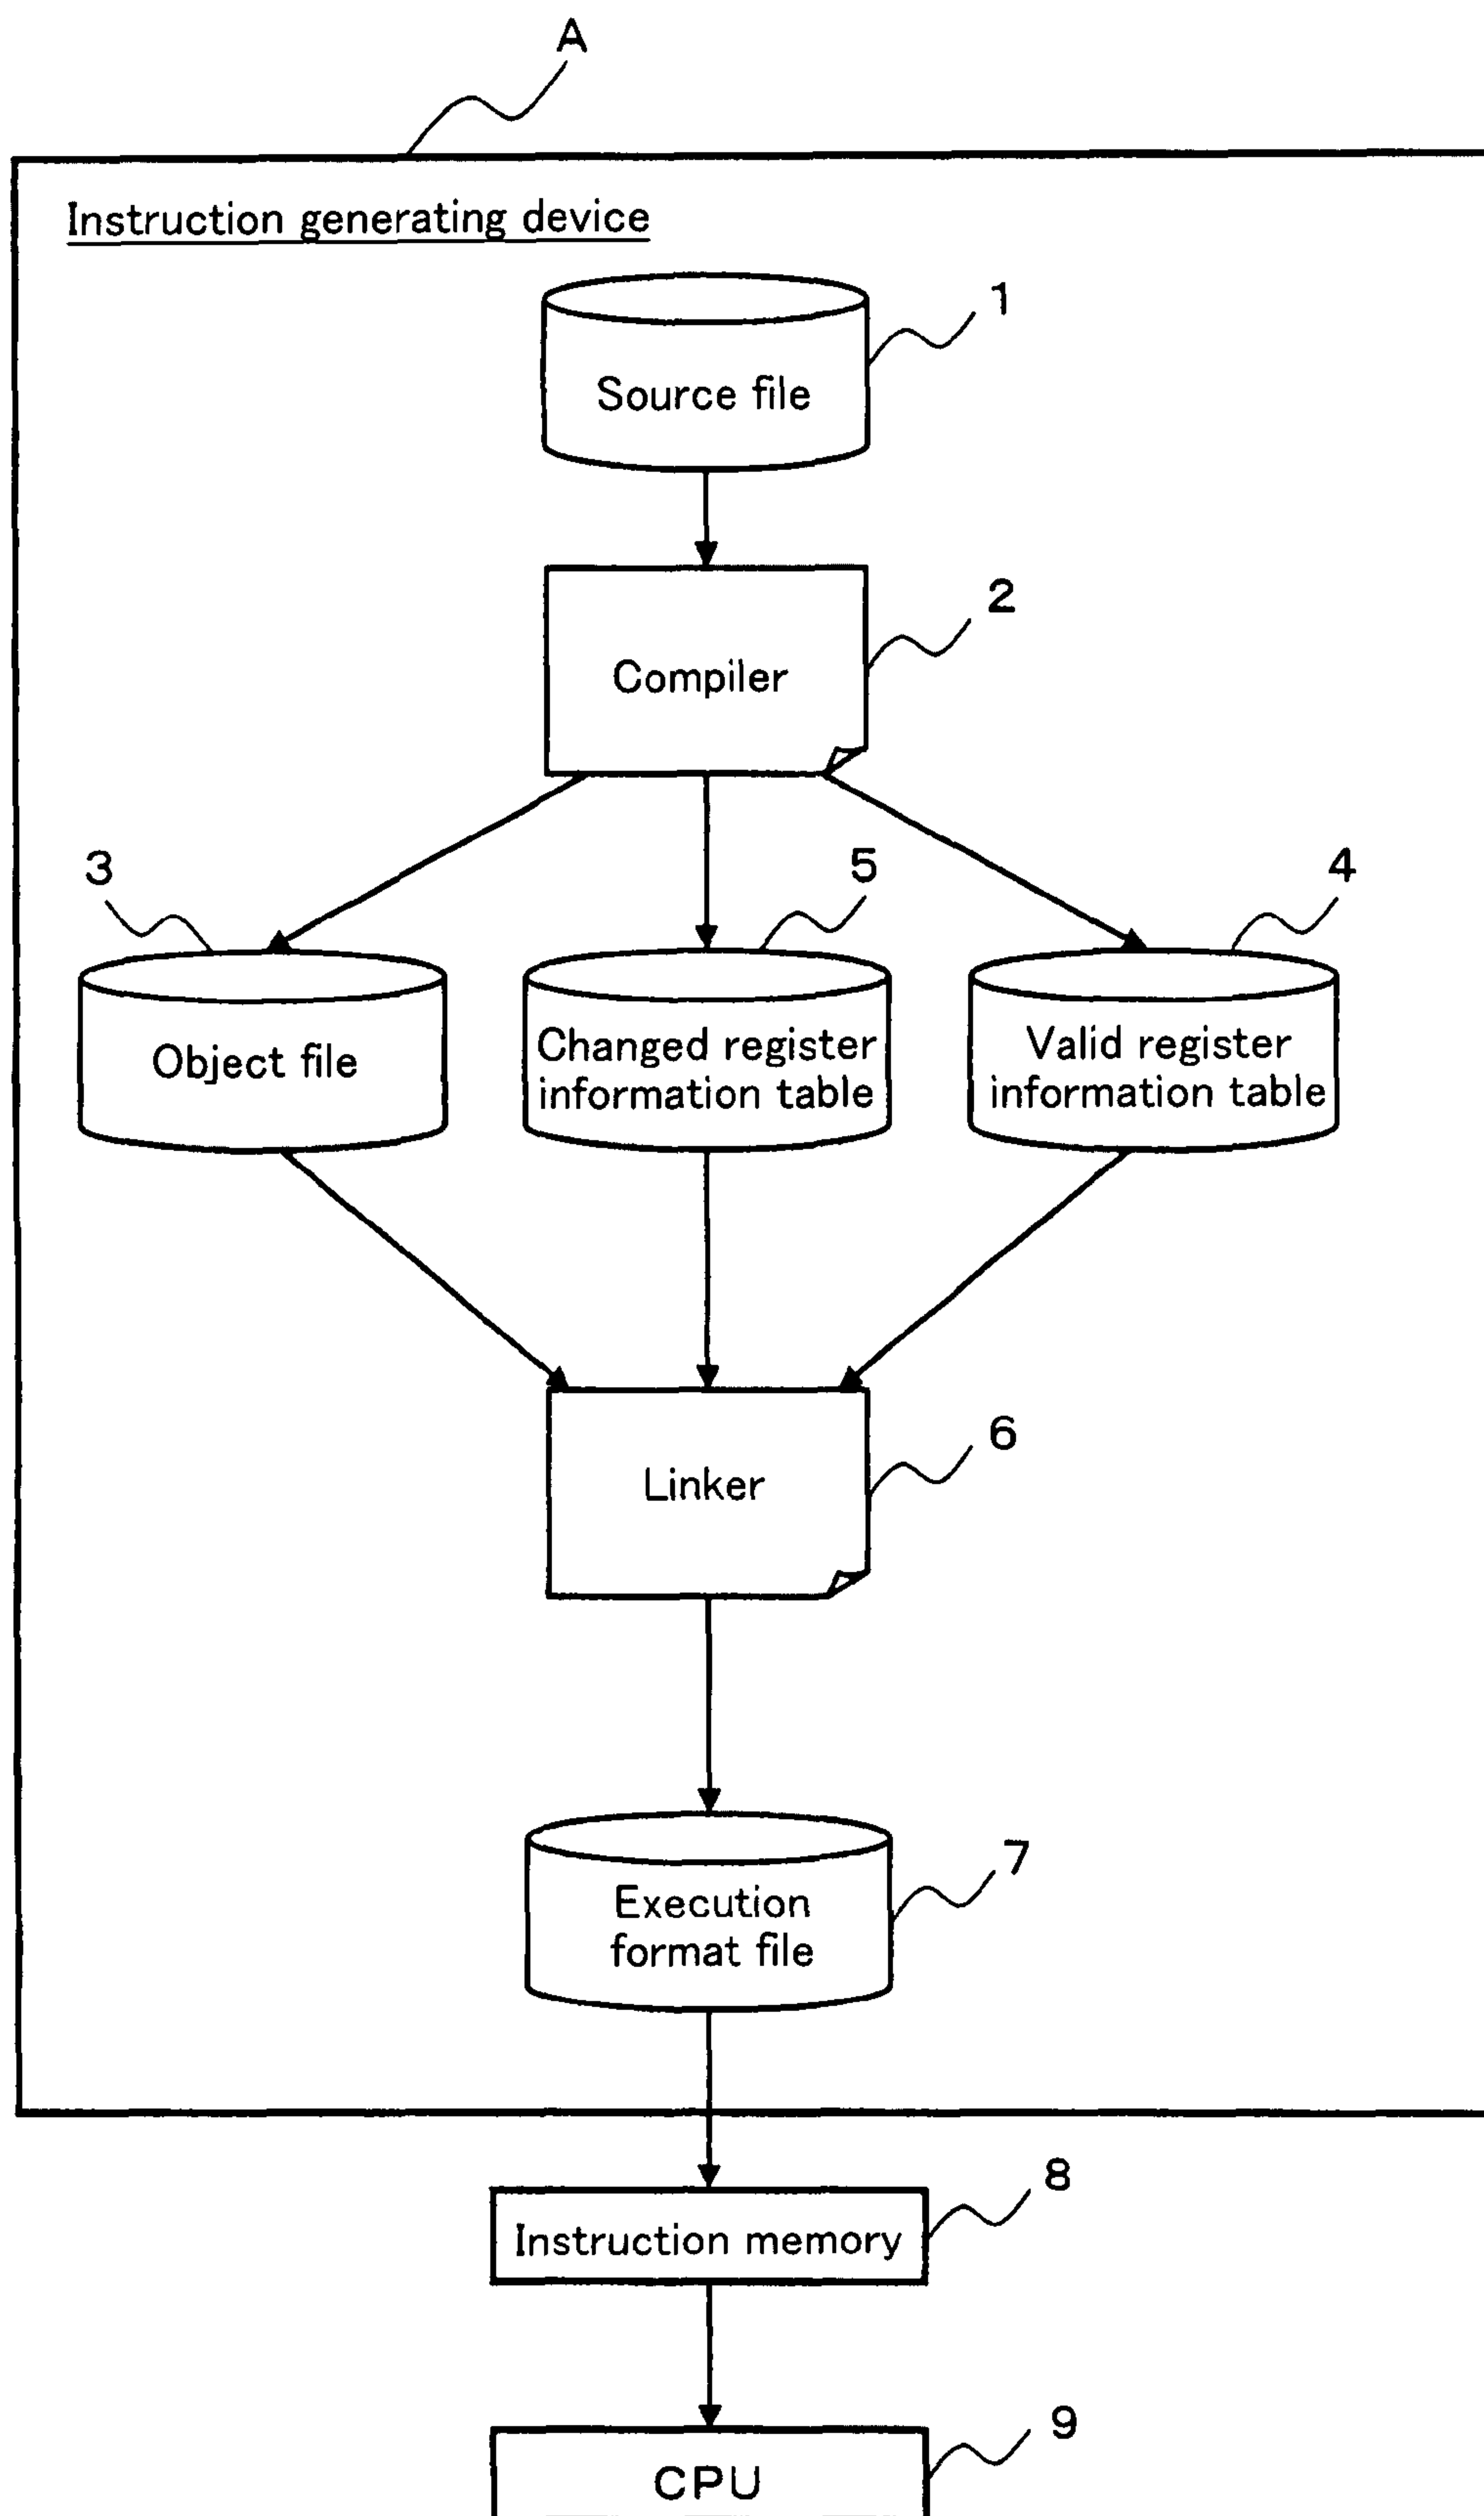 A
Instruction generating device
1
Source file
2
Compiler
3
5
4
Object file
Changed register
information table
Valid register
information table
6
Linker
7
Execution
format file
8
Instruction memory
9
CPU